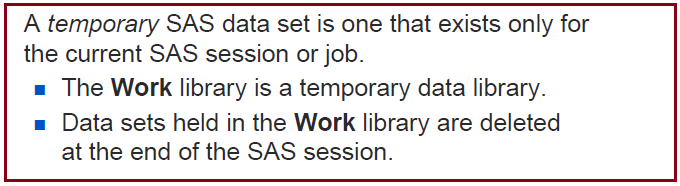 A temporary SAS data set is one that exists only for
the current SAS session or job.
■ The Work library is a temporary data library.
■ Data sets held in the Work library are deleted
at the end of the SAS session.